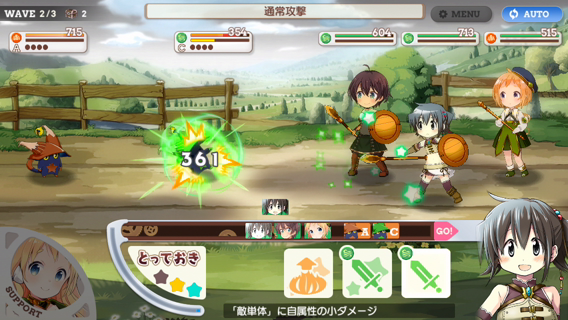 WAVE 2/3 2
通常攻撃
MENU
AUTO
715
A
354
C
604
713
515
361
A C GO!
とっておき
SUPPORT
「敵単体」に自属性の小ダメージ